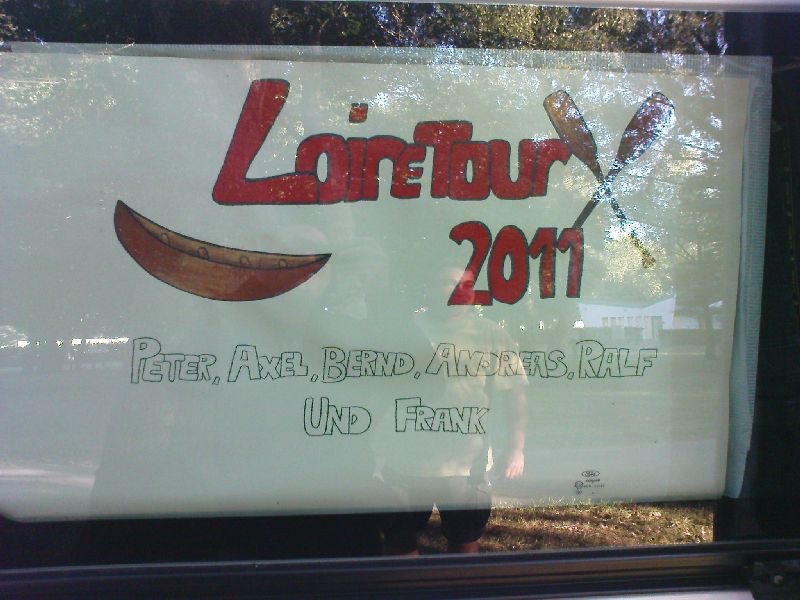 LoireTour
2011
PETER, AXEL, BERND, ANDREAS, RALF
UND FRANK